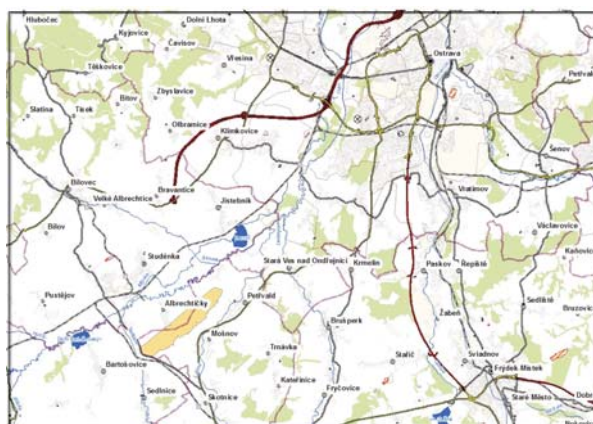 Hlubočec
Dolní Lhota
Kyjovice
Čavisov
Ostrava
Těškovice
Vřesina
Petřvald
Zbyslavice
Slatina
Tísek
Bítov
Olbramice
Klimkovice
Šenov
Bílovec
Bravantice
Velké Albrechtice
Jistebník
Vratimov
Bílov
Václavovice
Studénka
Stará Ves nad Ondřejnicí
Krmelín
Kaňovice
Paskov
Řepiště
Pustějov
Albrechtičky
Petřvald
Sedliště
Bruzovice
Žabeň
Mošnov
Brušperk
Trnávka
Staříč
Sviadnov
Bartošovice
Frýdek Místek
Kateřinice
Sedlnice
Skotnice
Fryčovice
Staré Město
Dobr